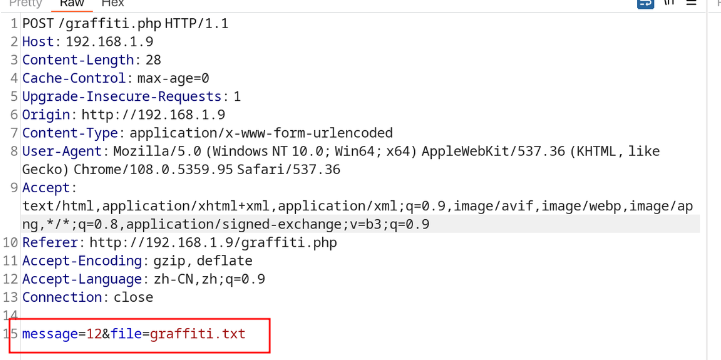 Pretty Raw Hex \n
1 POST /graffiti.php HTTP/1.1
2 Host: 192.168.1.9
3 Content-Length: 28
4 Cache-Control: max-age=0
5 Upgrade-Insecure-Requests: 1
6 Origin: http://192.168.1.9
7 Content-Type: application/x-www-form-urlencoded
8 User-Agent: Mozilla/5.0 (Windows NT 10.0; Win64; x64) AppleWebKit/537.36 (KHTML, like
Gecko) Chrome/108.0.5359.95 Safari/537.36
9 Accept:
text/html,application/xhtml+xml,application/xml;q=0.9,image/avif,image/webp,image/ap
ng,*/*;q=0.8,application/signed-exchange;v=b3;q=0.9
10 Referer: http://192.168.1.9/graffiti.php
11 Accept-Encoding: gzip, deflate
12 Accept-Language: zh-CN,zh;q=0.9
13 Connection: close
14
15 message=12&file=graffiti.txt